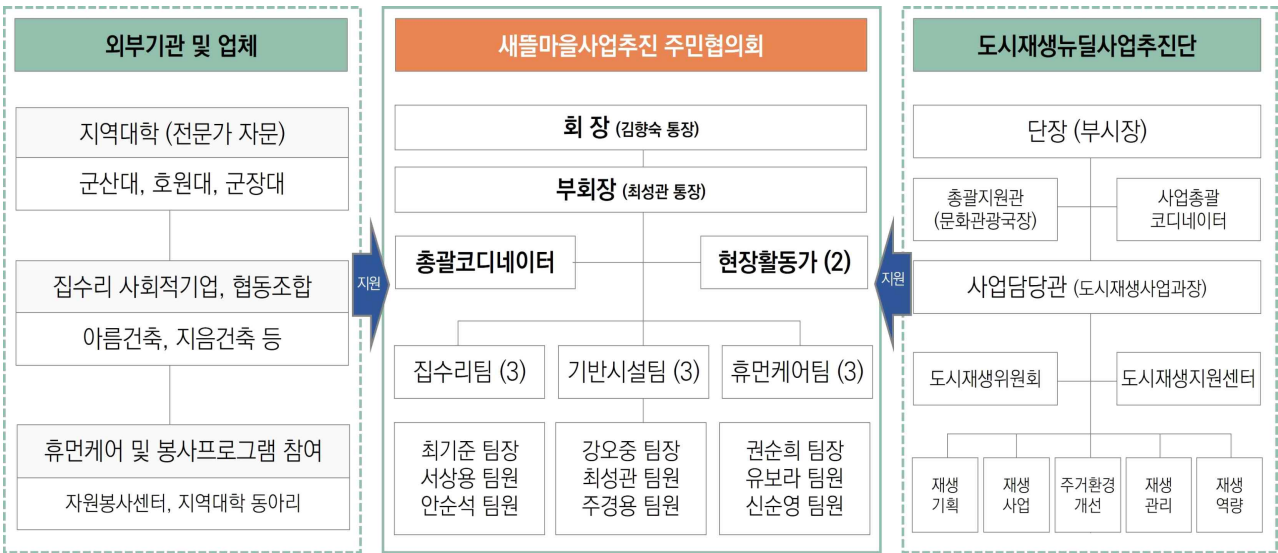 외부기관 및 업체
지역대학 (전문가 자문)
군산대, 호원대, 군장대
집수리 사회적기업, 협동조합
아름건축, 지음건축 등
휴먼케어 및 봉사프로그램 참여
자원봉사센터, 지역대학 동아리
지원
새뜰마을사업추진 주민협의회
회 장 (김향숙 통장)
부회장 (최성관 통장)
총괄코디네이터
현장활동가 (2)
집수리팀 (3)
기반시설팀 (3)
휴먼케어팀 (3)
최기준 팀장
서상용 팀원
안순석 팀원
강오중 팀장
최성관 팀원
주경용 팀원
권순희 팀장
유보라 팀원
신순영 팀원
지원
도시재생뉴딜사업추진단
단장 (부시장)
총괄지원관
(문화관광국장)
사업총괄
코디네이터
사업담당관 (도시재생사업과장)
도시재생위원회
도시재생지원센터
재생
기획
재생
사업
주거환경
개선
재생
관리
재생
역량